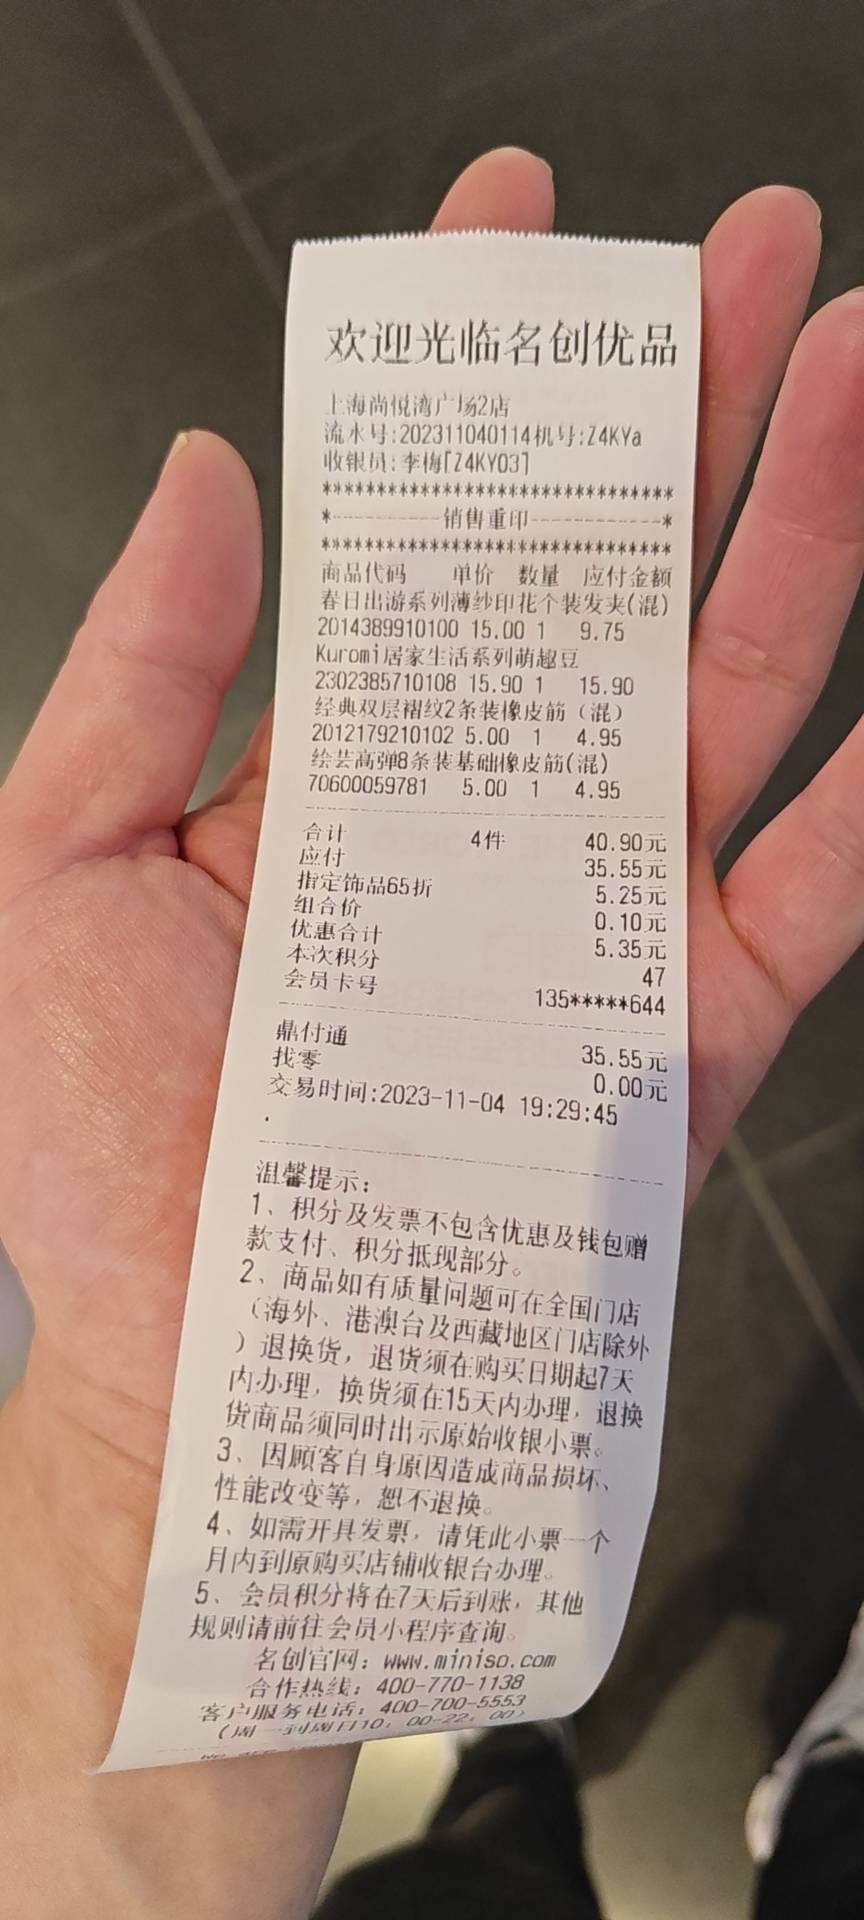 欢迎光临名创优品
上海尚悦湾广场2店
流水号:202311040114机号:Z4KYa
收银员:李梅[Z4KY03]
********************************
*-----------销售重印------------*
********************************
商品代码 单价 数量 应付金额
春日出游系列薄纱印花个装发夹(混)
2014389910100 15.00 1 9.75
Kuromi居家生活系列萌趣豆
2302385710108 15.90 1 15.90
经典双层褶纹2条装橡皮筋（混）
2012179210102 5.00 1 4.95
绘芸高弹8条装基础橡皮筋(混)
70600059781 5.00 1 4.95
合计 4件 40.90元
应付 35.55元
指定饰品65折 5.25元
组合价 0.10元
优惠合计 5.35元
本次积分 47
会员卡号 135*****644
鼎付通 35.55元
找零 0.00元
交易时间:2023-11-04 19:29:45
.
温馨提示：
1、积分及发票不包含优惠及钱包赠
款支付、积分抵现部分。
2、商品如有质量问题可在全国门店
（海外、港澳台及西藏地区门店除外
）退换货，退货须在购买日期起7天
内办理，换货须在15天内办理，退换
货商品须同时出示原始收银小票。
3、因顾客自身原因造成商品损坏、
性能改变等，恕不退换。
4、如需开具发票，请凭此小票一个
月内到原购买店铺收银台办理。
5、会员积分将在7天后到账，其他
规则请前往会员小程序查询。
名创官网：www.miniso.com
合作热线：400-770-1138
客户服务电话：400-700-5553
（周一到周日10：00-22：00）